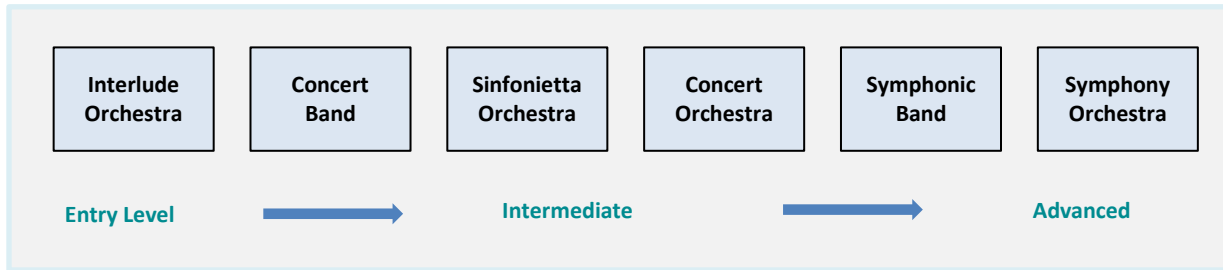 Interlude
Orchestra
Concert
Band
Sinfonietta
Orchestra
Concert
Orchestra
Symphonic
Band
Symphony
Orchestra
Entry Level
Intermediate
Advanced